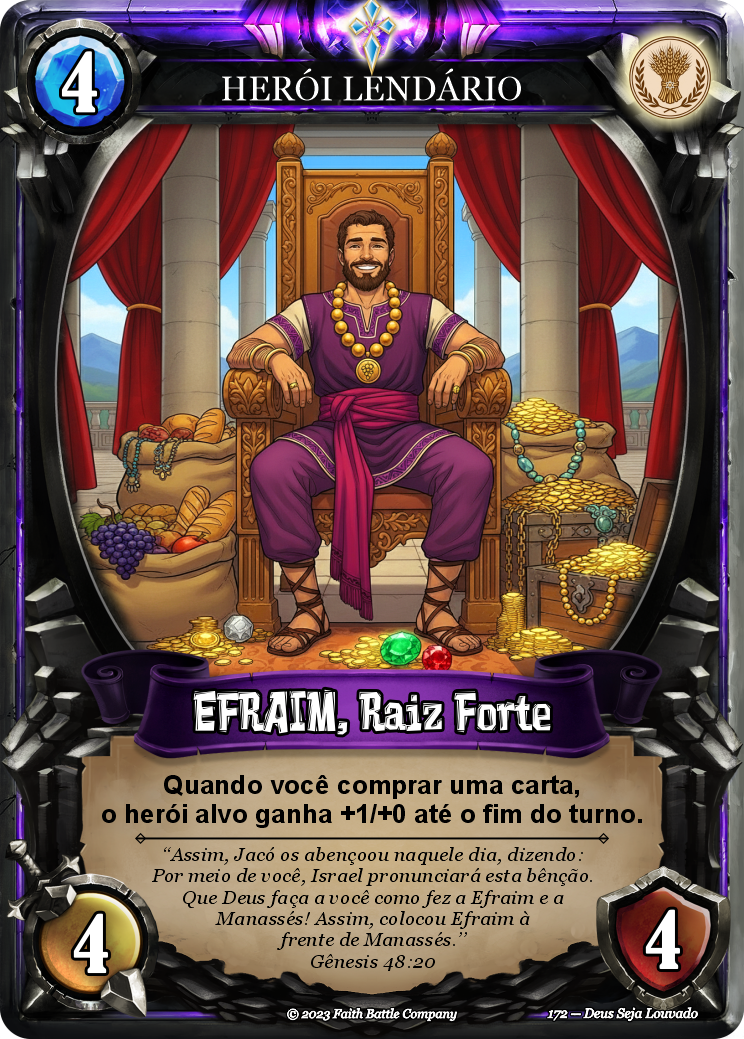 4
HERÓI LENDÁRIO
EFRAIM, Raiz Forte
Quando você comprar uma carta,
o herói alvo ganha +1/+0 até o fim do turno.
“Assim, Jacó os abençoou naquele dia, dizendo:
Por meio de você, Israel pronunciará esta bênção.
Que Deus faça a você como fez a Efraim e a
Manassés! Assim, colocou Efraim à
frente de Manassés.’’
Gênesis 48:20
4
4
© 2023 Faith Battle Company
172 – Deus Seja Louvado